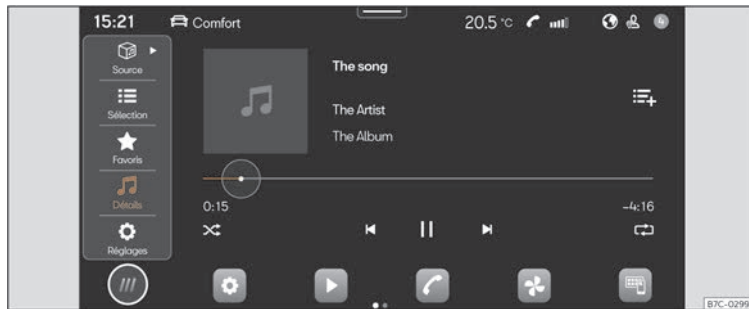 15:21 Comfort 20.5 °C 4
Source
The song
Sélection
The Artist
Favoris
The Album
Détails
0:15 -4:16
Réglages
B7C-0299